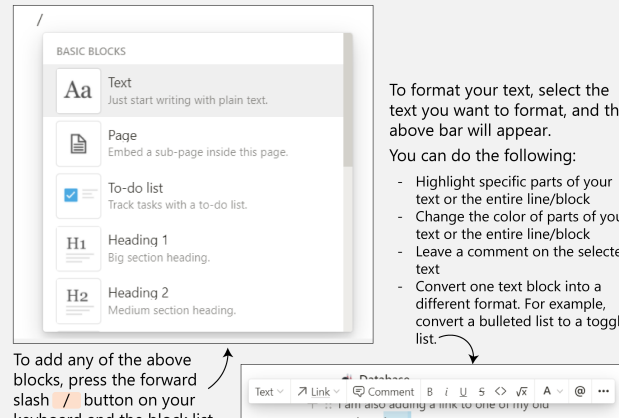 /
BASIC BLOCKS
Aa
Text
Just start writing with plain text.
Page
Embed a sub-page inside this page.
To-do list
Track tasks with a to-do list.
H1
Heading 1
Big section heading.
H2
Heading 2
Medium section heading.
To add any of the above
blocks, press the forward
slash / button on your
keyboard and the block list
To format your text, select the
text you want to format, and th
above bar will appear.
You can do the following:
- Highlight specific parts of your
text or the entire line/block
- Change the color of parts of you
text or the entire line/block
- Leave a comment on the selecte
text
- Convert one text block into a
different format. For example,
convert a bulleted list to a toggl
list.
Database
Text Link Comment B i U S <> √x A @ •••
I am also adding a link to one of my old